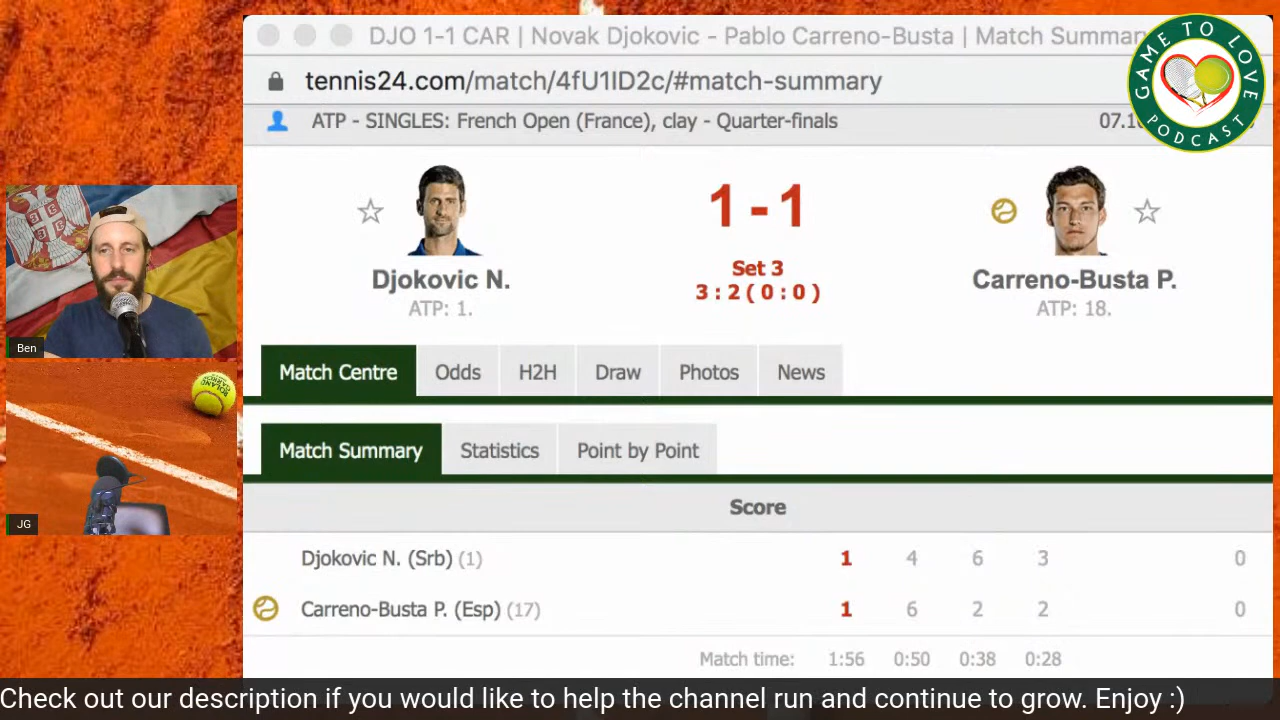 DJO 1-1 CAR | Novak Djokovic - Pablo Carreno-Busta | Match Summary
tennis24.com/match/4fU1lD2c/#match-summary
GAME TO LOVE
PODCAST
ATP - SINGLES: French Open (France), clay - Quarter-finals
1 - 1
Set 3
3 : 2 ( 0 : 0 )
Djokovic N.
ATP: 1.
Carreno-Busta P.
ATP: 18.
Ben
Match Centre Odds H2H Draw Photos News
Match Summary Statistics Point by Point
ROLAND GARROS
JG
Score
Djokovic N. (Srb) (1) 1 4 6 3 0
Carreno-Busta P. (Esp) (17) 1 6 2 2 0
Match time: 1:56 0:50 0:38 0:28
Check out our description if you would like to help the channel run and continue to grow. Enjoy :)